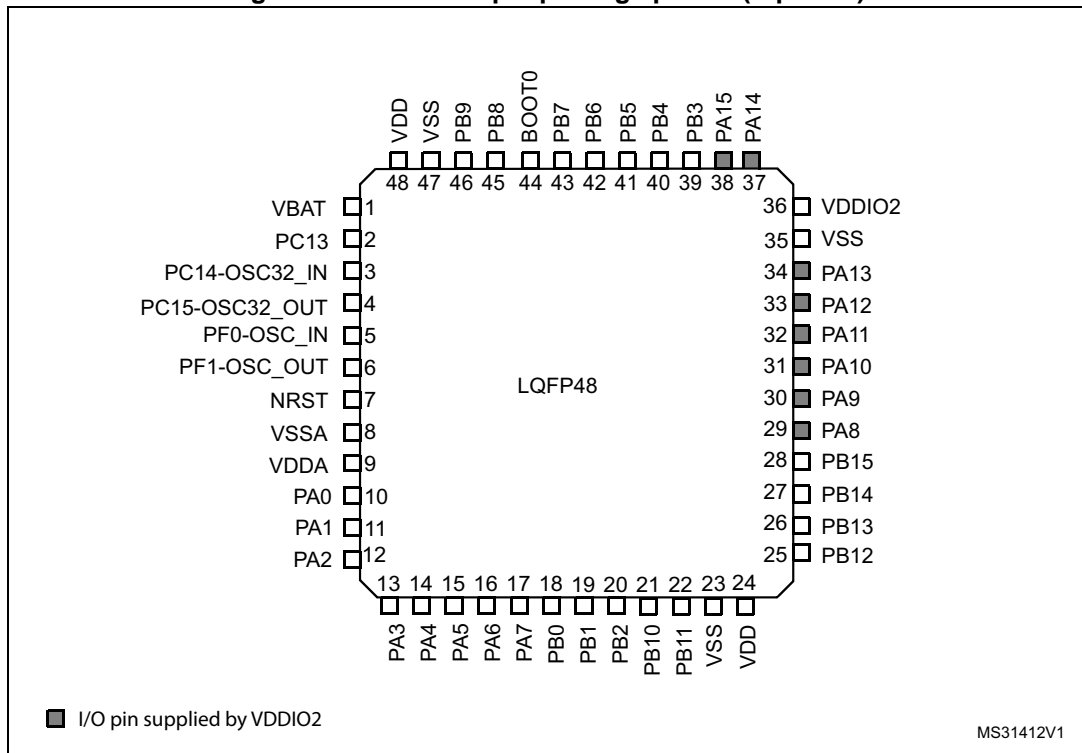 VDD
VSS
PB9
PB8
BOOT0
PB7
PB6
PB5
PB4
PB3
PA15
PA14
48 47 46 45 44 43 42 41 40 39 38 37
VBAT 1
PC13 2
PC14-OSC32_IN 3
PC15-OSC32_OUT 4
PF0-OSC_IN 5
PF1-OSC_OUT 6
NRST 7
VSSA 8
VDDA 9
PA0 10
PA1 11
PA2 12
LQFP48
36 VDDIO2
35 VSS
34 PA13
33 PA12
32 PA11
31 PA10
30 PA9
29 PA8
28 PB15
27 PB14
26 PB13
25 PB12
13 14 15 16 17 18 19 20 21 22 23 24
PA3
PA4
PA5
PA6
PA7
PB0
PB1
PB2
PB10
PB11
VSS
VDD
I/O pin supplied by VDDIO2
MS31412V1